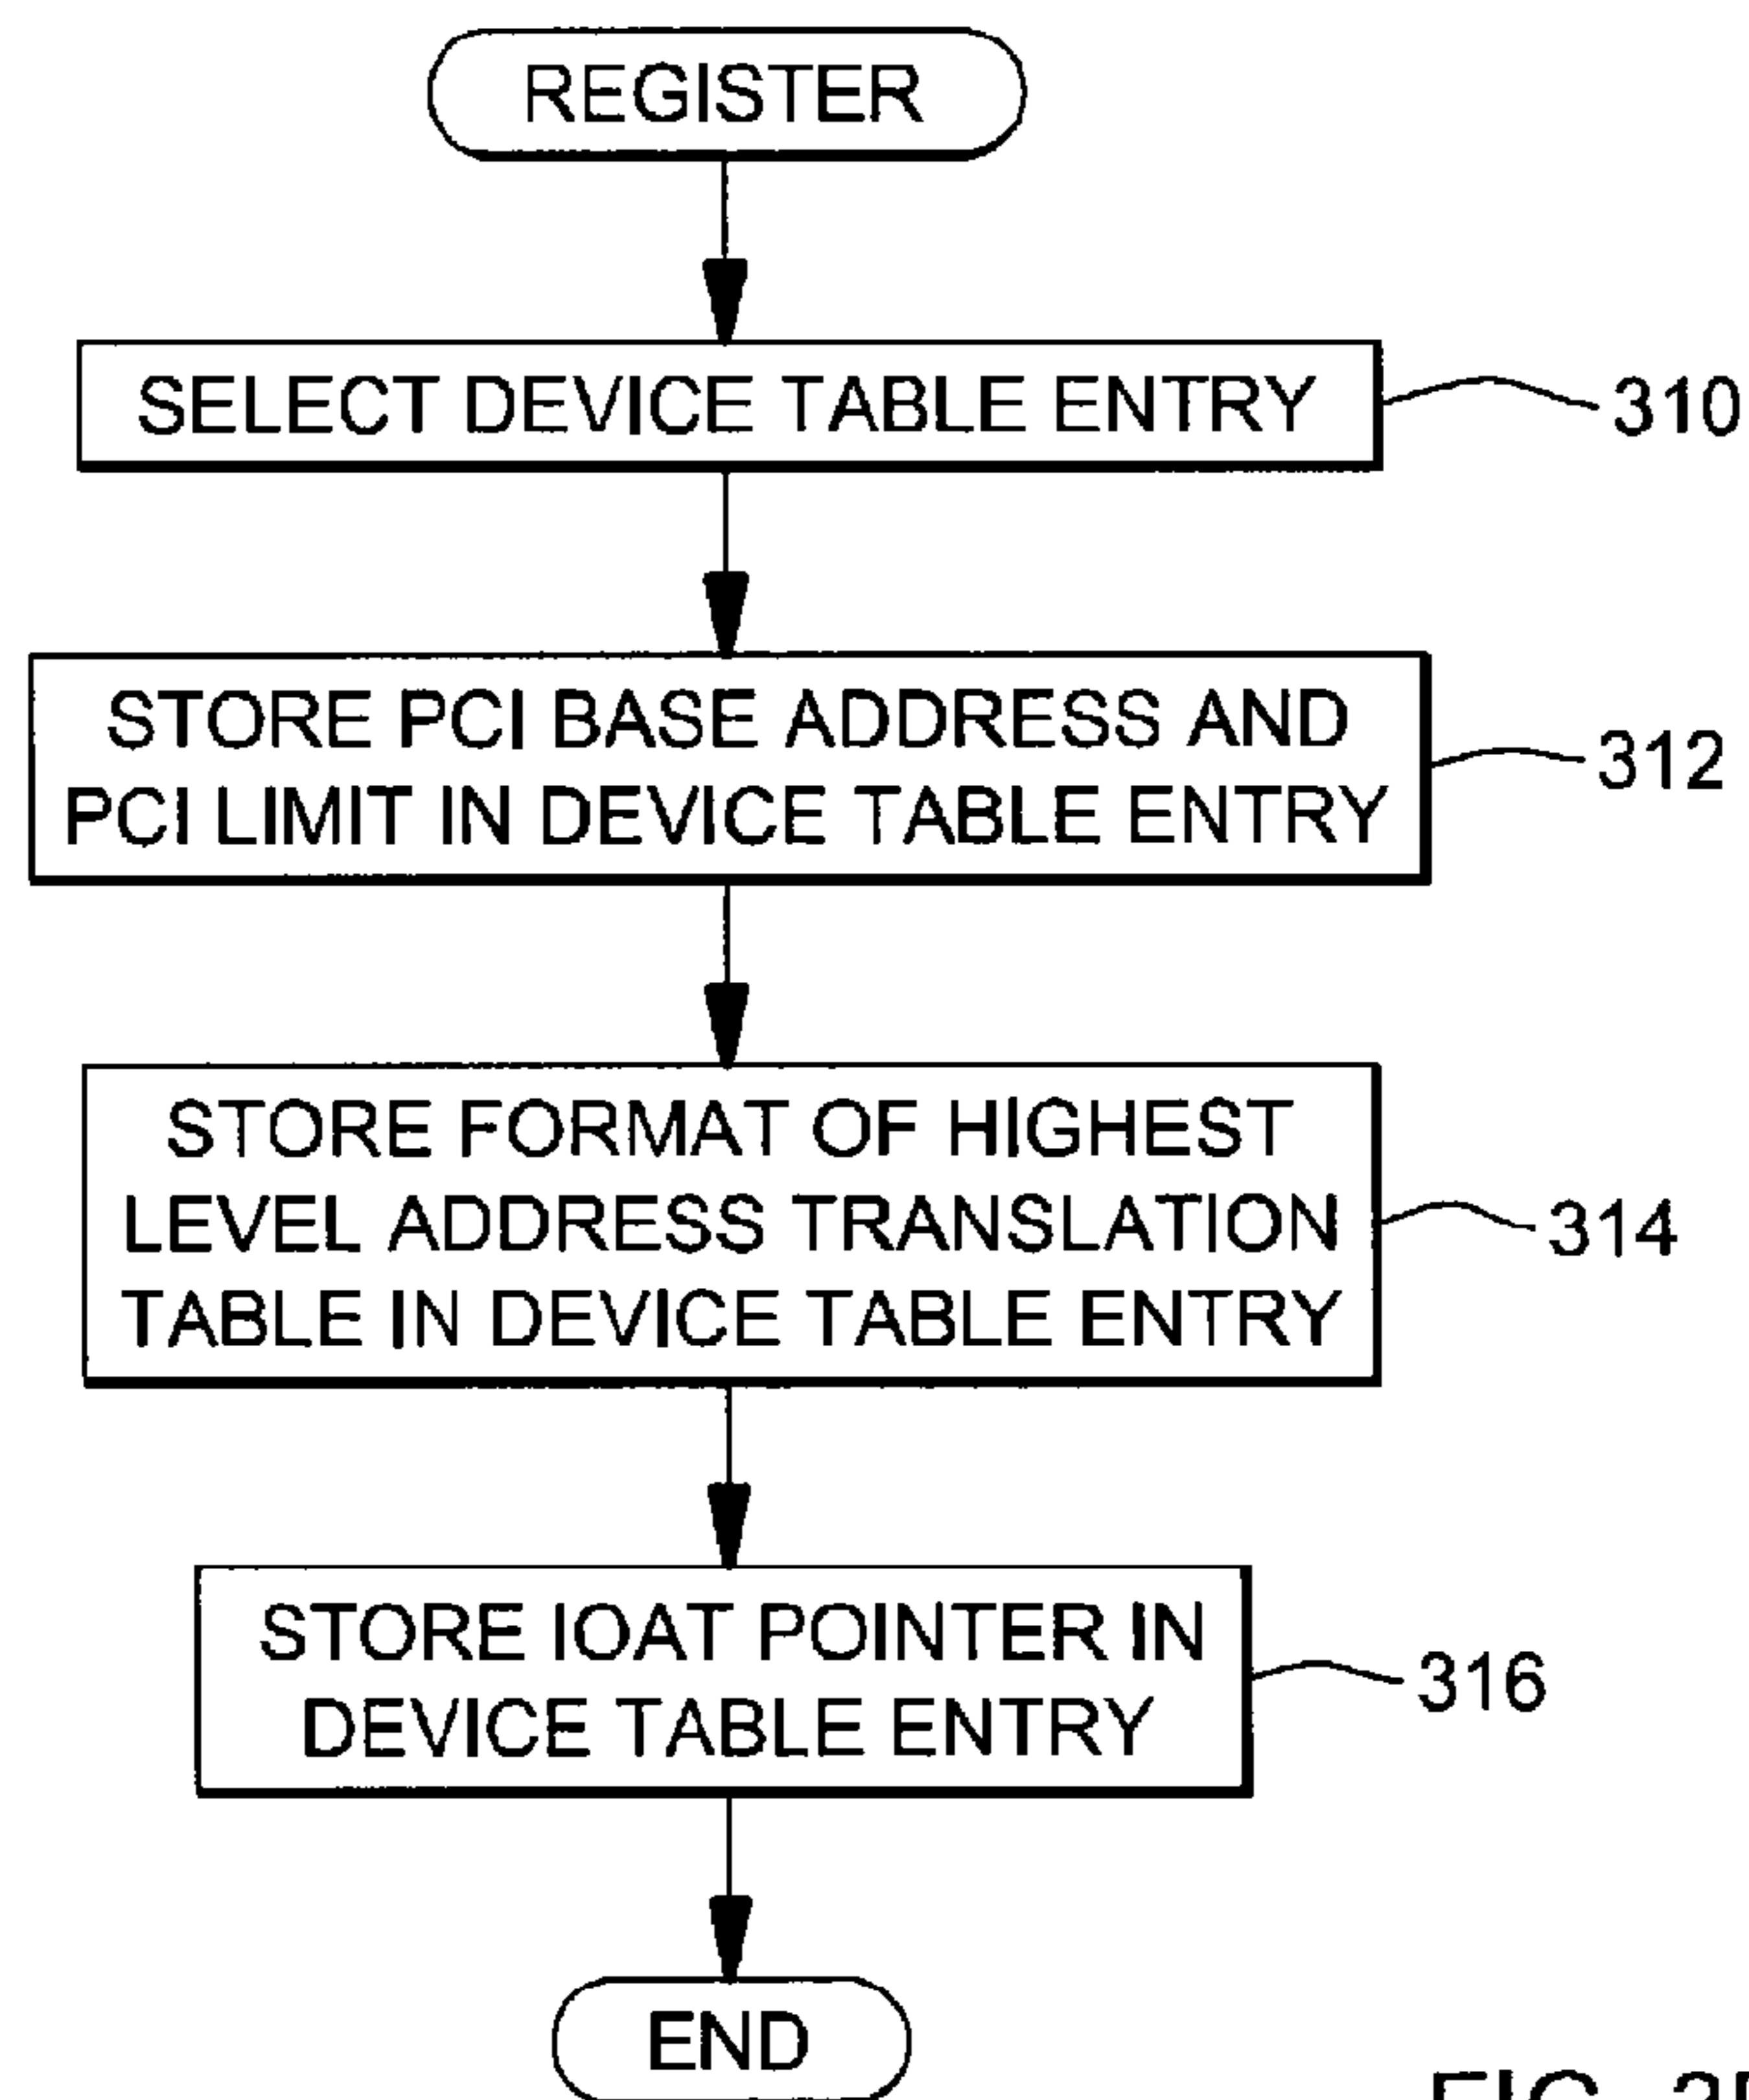 REGISTER
SELECT DEVICE TABLE ENTRY
310
STORE PCI BASE ADDRESS AND
PCI LIMIT IN DEVICE TABLE ENTRY
312
STORE FORMAT OF HIGHEST
LEVEL ADDRESS TRANSLATION
TABLE IN DEVICE TABLE ENTRY
314
STORE IOAT POINTER IN
DEVICE TABLE ENTRY
316
END